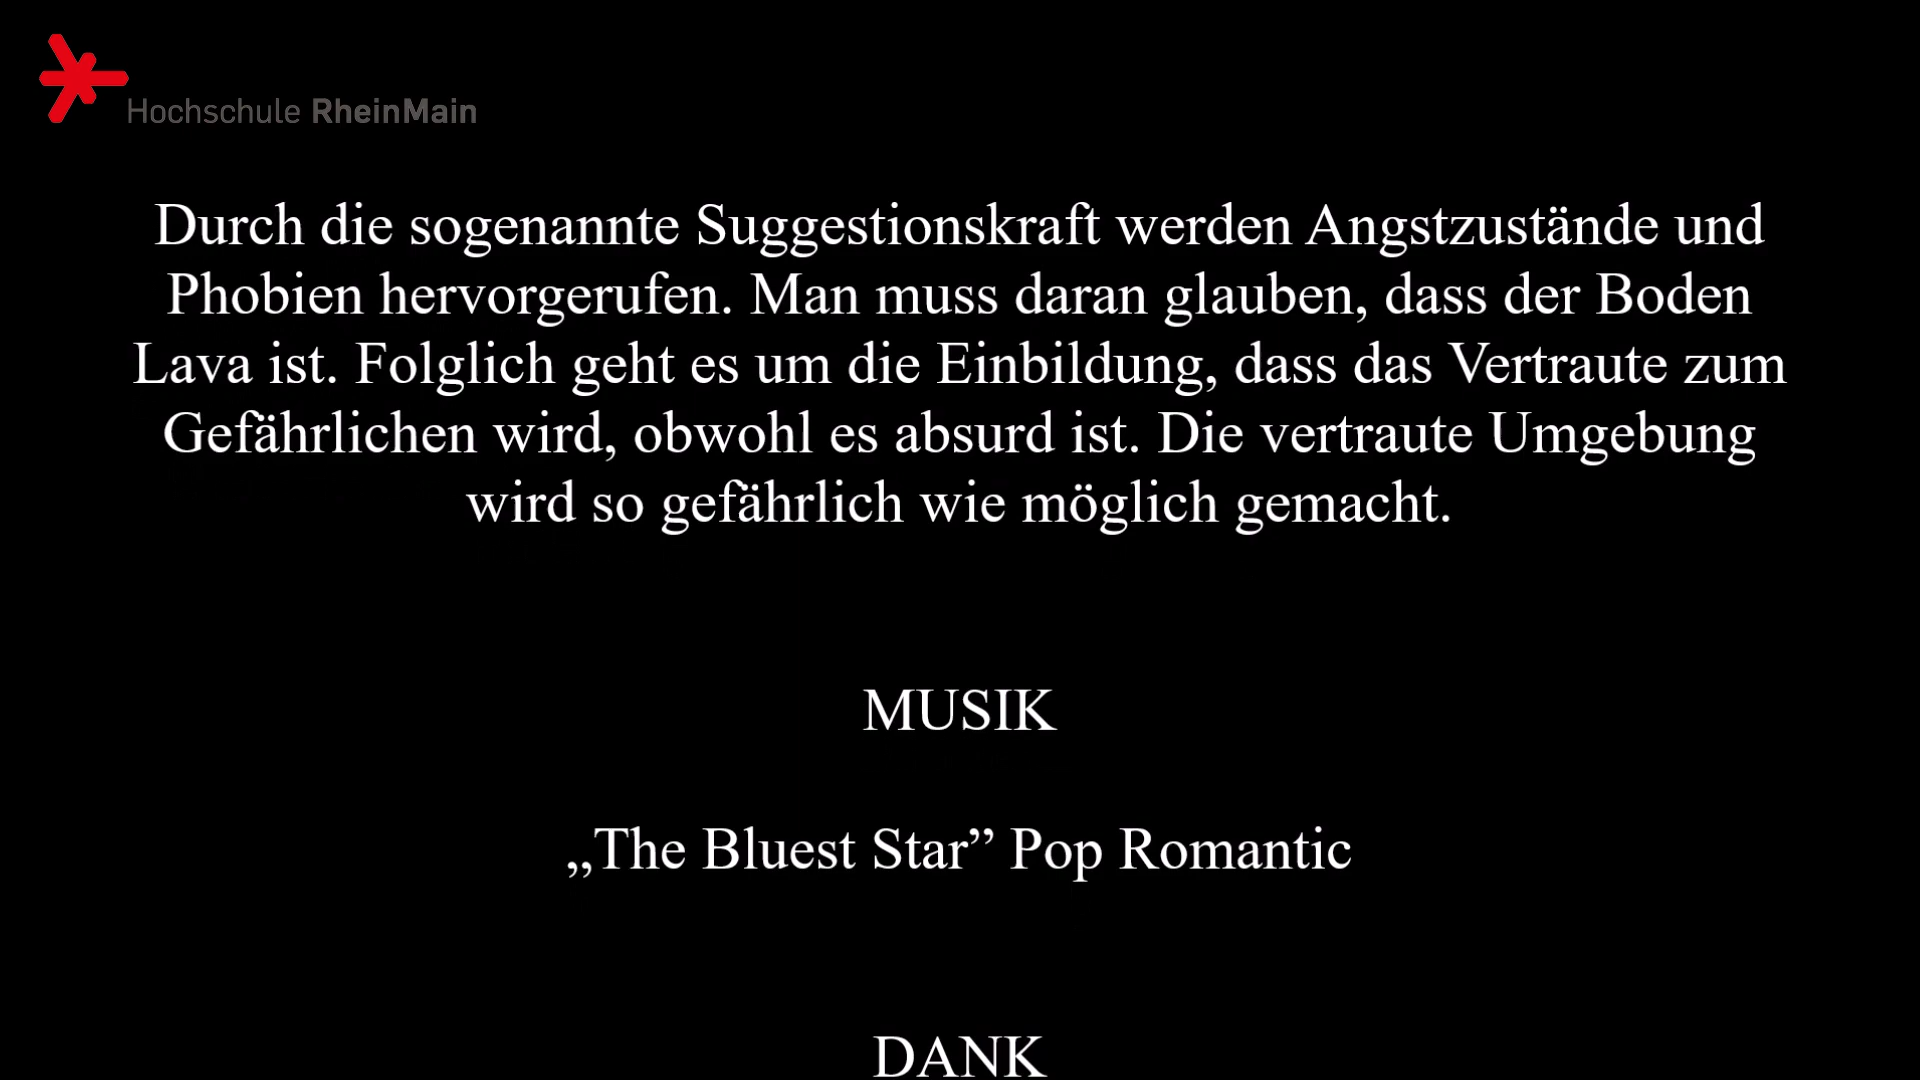 Hochschule RheinMain
Durch die sogenannte Suggestionskraft werden Angstzustände und
Phobien hervorgerufen. Man muss daran glauben, dass der Boden
Lava ist. Folglich geht es um die Einbildung, dass das Vertraute zum
Gefährlichen wird, obwohl es absurd ist. Die vertraute Umgebung
wird so gefährlich wie möglich gemacht.
MUSIK
„The Bluest Star” Pop Romantic
DANK